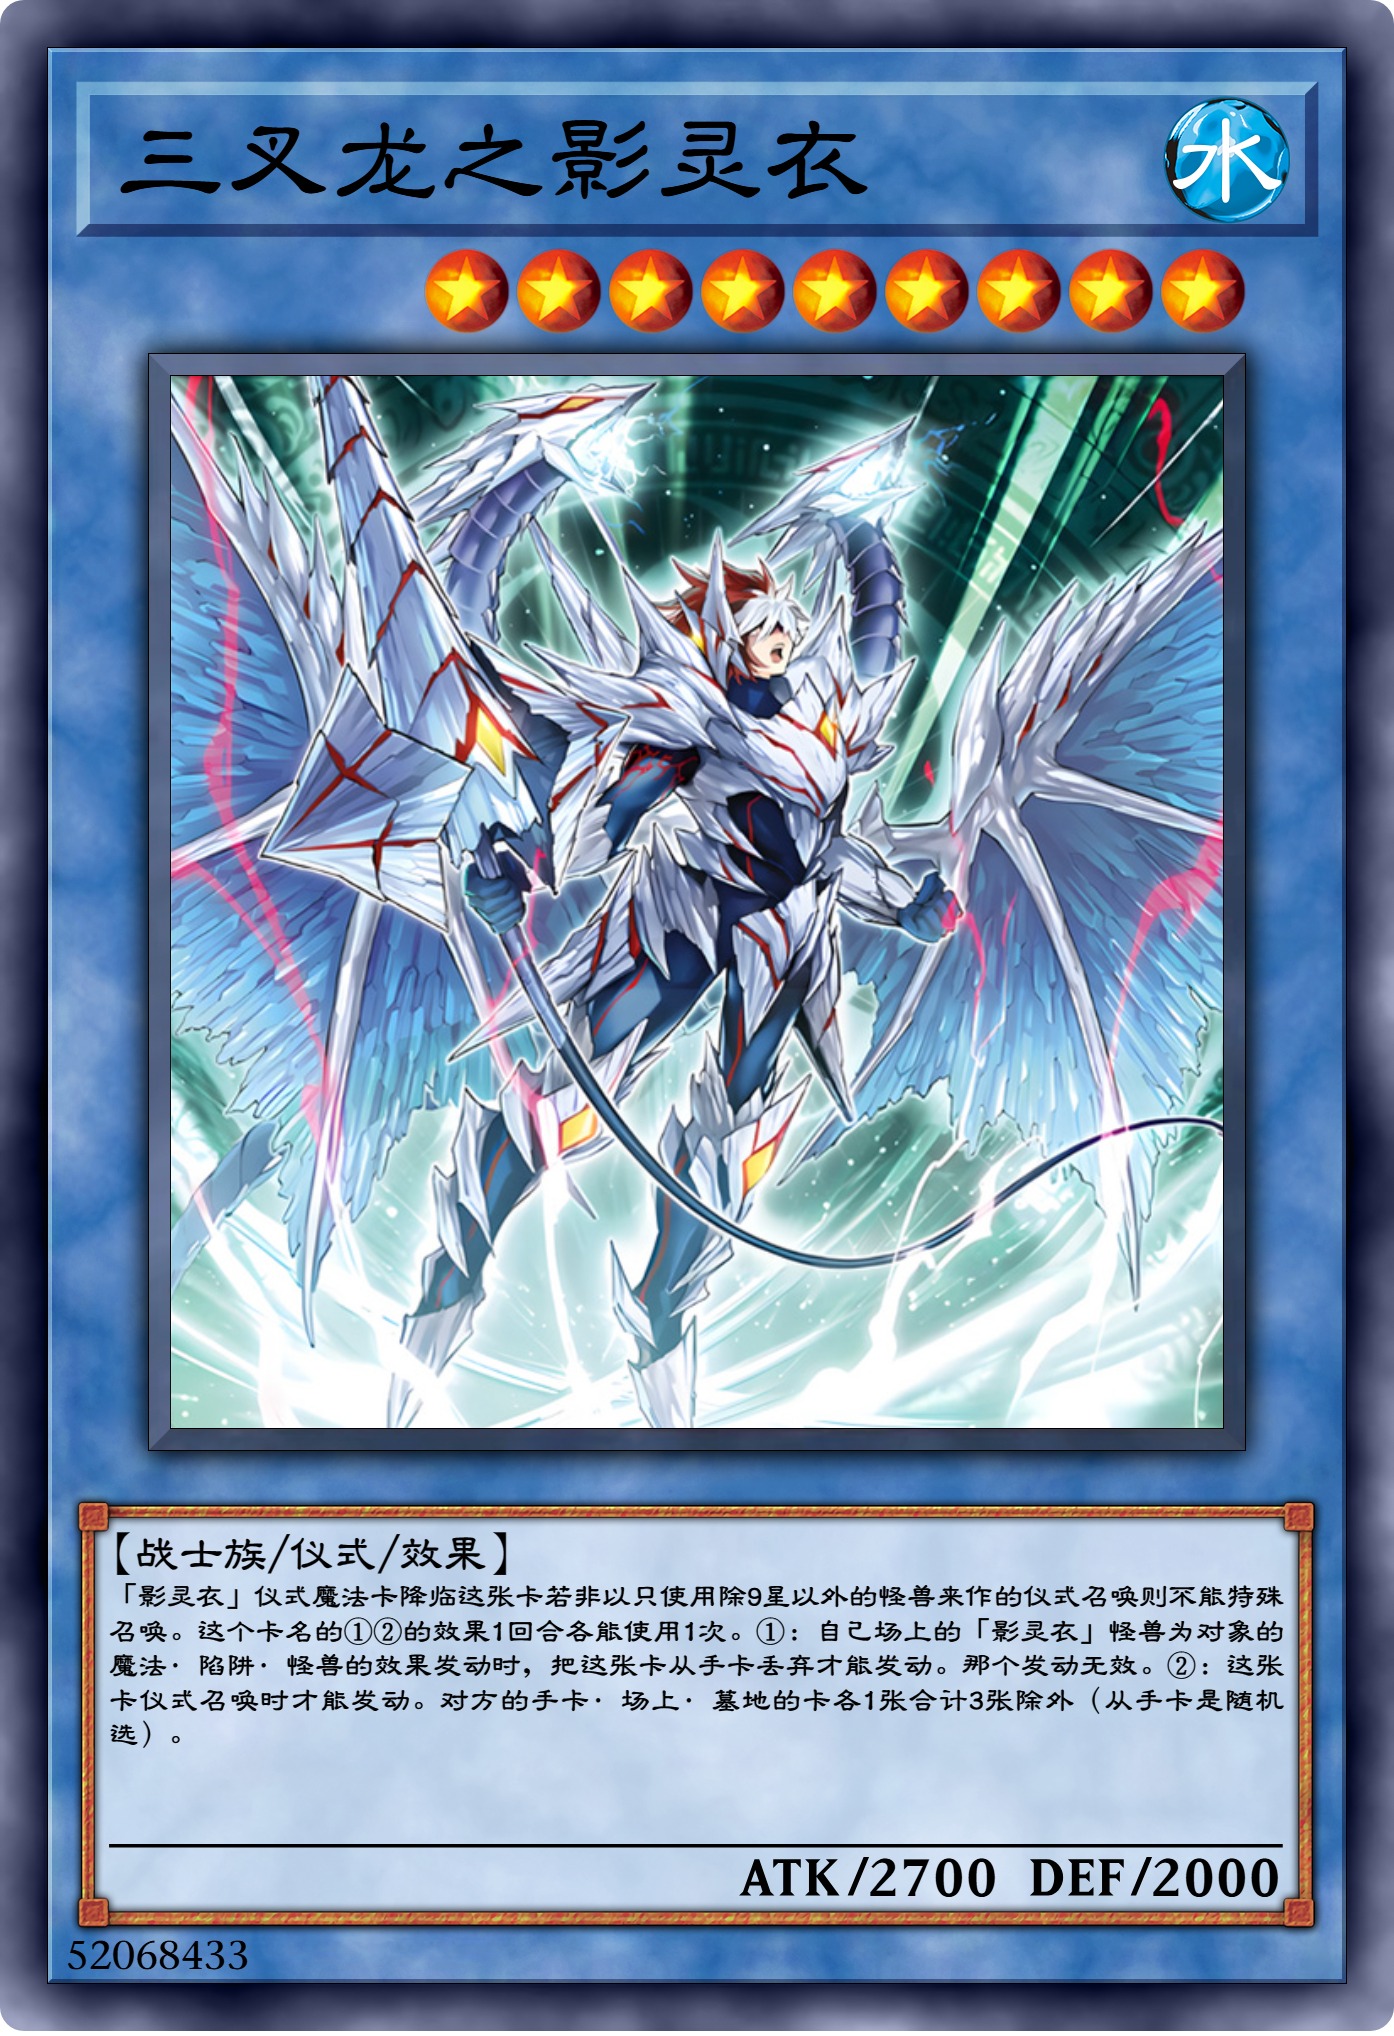 三叉龙之影灵衣
水
【战士族/仪式/效果】
「影灵衣」仪式魔法卡降临这张卡若非以只使用除9星以外的怪兽来作的仪式召唤则不能特殊
召唤。这个卡名的①②的效果1回合各能使用1次。①：自己场上的「影灵衣」怪兽为对象的
魔法·陷阱·怪兽的效果发动时，把这张卡从手卡丢弃才能发动。那个发动无效。②：这张
卡仪式召唤时才能发动。对方的手卡·场上·墓地的卡各1张合计3张除外（从手卡是随机
选）。
ATK/2700 DEF/2000
52068433